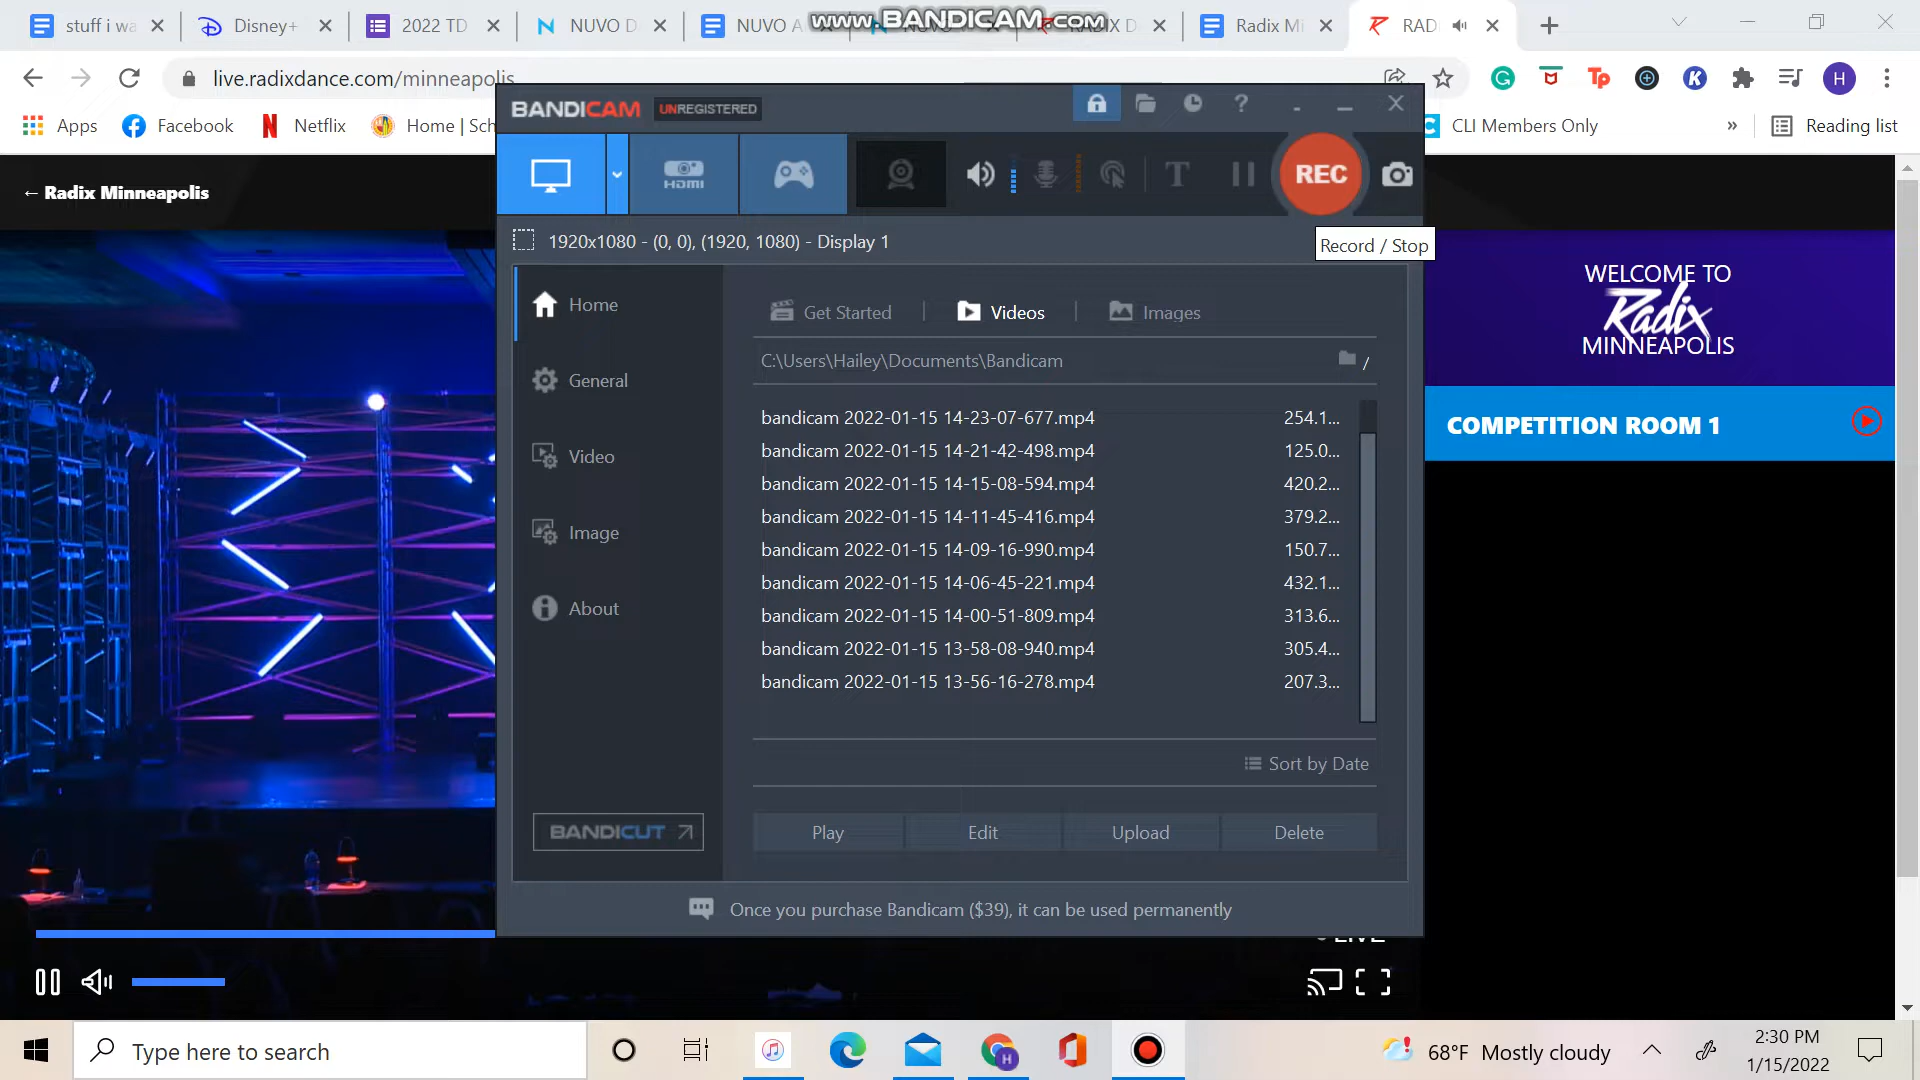 stuff i wa
Disney+
2022 TD
NUVO D
NUVO A
www.BANDICAM.com
RADIX D
Radix Mi
RAD
live.radixdance.com/minneapolis
Apps
Facebook
Netflix
Home | Sch
CLI Members Only
»
Reading list
← Radix Minneapolis
BANDICAM UNREGISTERED
HDMI
REC
Record / Stop
1920x1080 - (0, 0), (1920, 1080) - Display 1
Home
General
Video
Image
About
BANDICUT
Get Started
Videos
Images
C:\Users\Hailey\Documents\Bandicam
bandicam 2022-01-15 14-23-07-677.mp4 254.1...
bandicam 2022-01-15 14-21-42-498.mp4 125.0...
bandicam 2022-01-15 14-15-08-594.mp4 420.2...
bandicam 2022-01-15 14-11-45-416.mp4 379.2...
bandicam 2022-01-15 14-09-16-990.mp4 150.7...
bandicam 2022-01-15 14-06-45-221.mp4 432.1...
bandicam 2022-01-15 14-00-51-809.mp4 313.6...
bandicam 2022-01-15 13-58-08-940.mp4 305.4...
bandicam 2022-01-15 13-56-16-278.mp4 207.3...
Sort by Date
Play
Edit
Upload
Delete
Once you purchase Bandicam ($39), it can be used permanently
WELCOME TO
Radix
MINNEAPOLIS
COMPETITION ROOM 1
LIVE
Type here to search
68°F Mostly cloudy
2:30 PM
1/15/2022